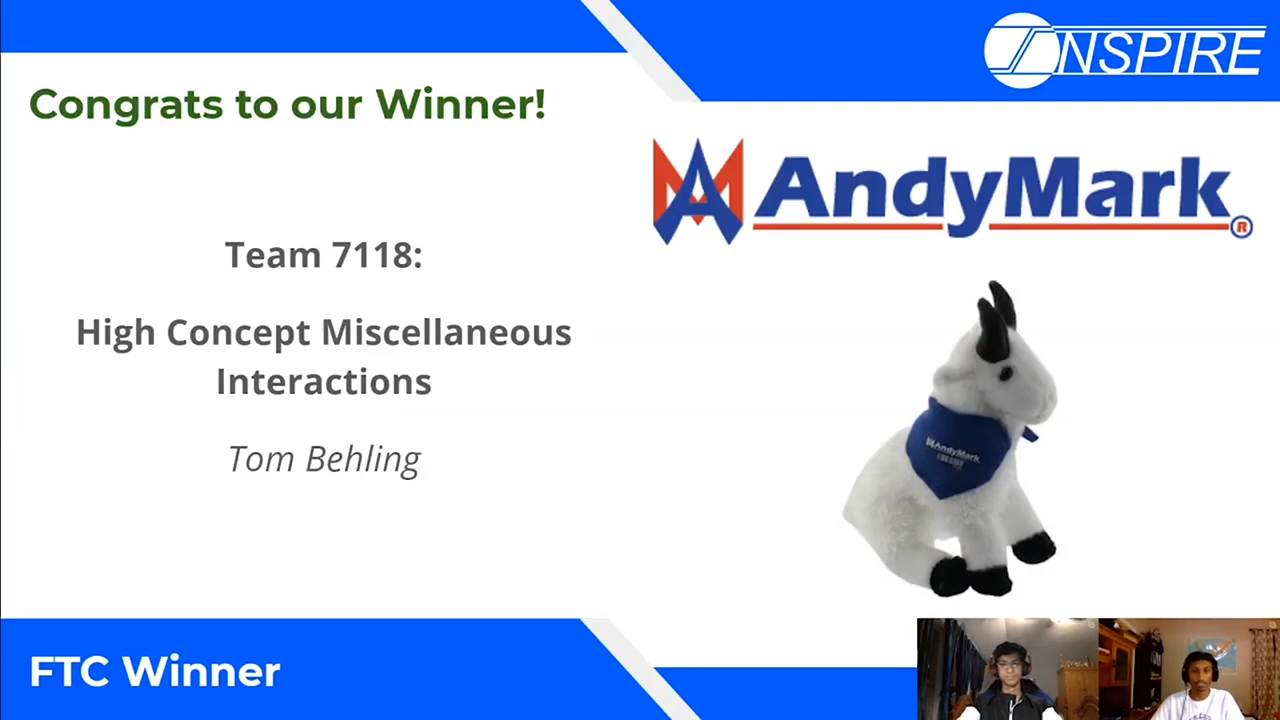 INSPIRE
Congrats to our Winner!
AndyMark
R
Team 7118:
High Concept Miscellaneous
Interactions
Tom Behling
AndyMark
FTC Winner